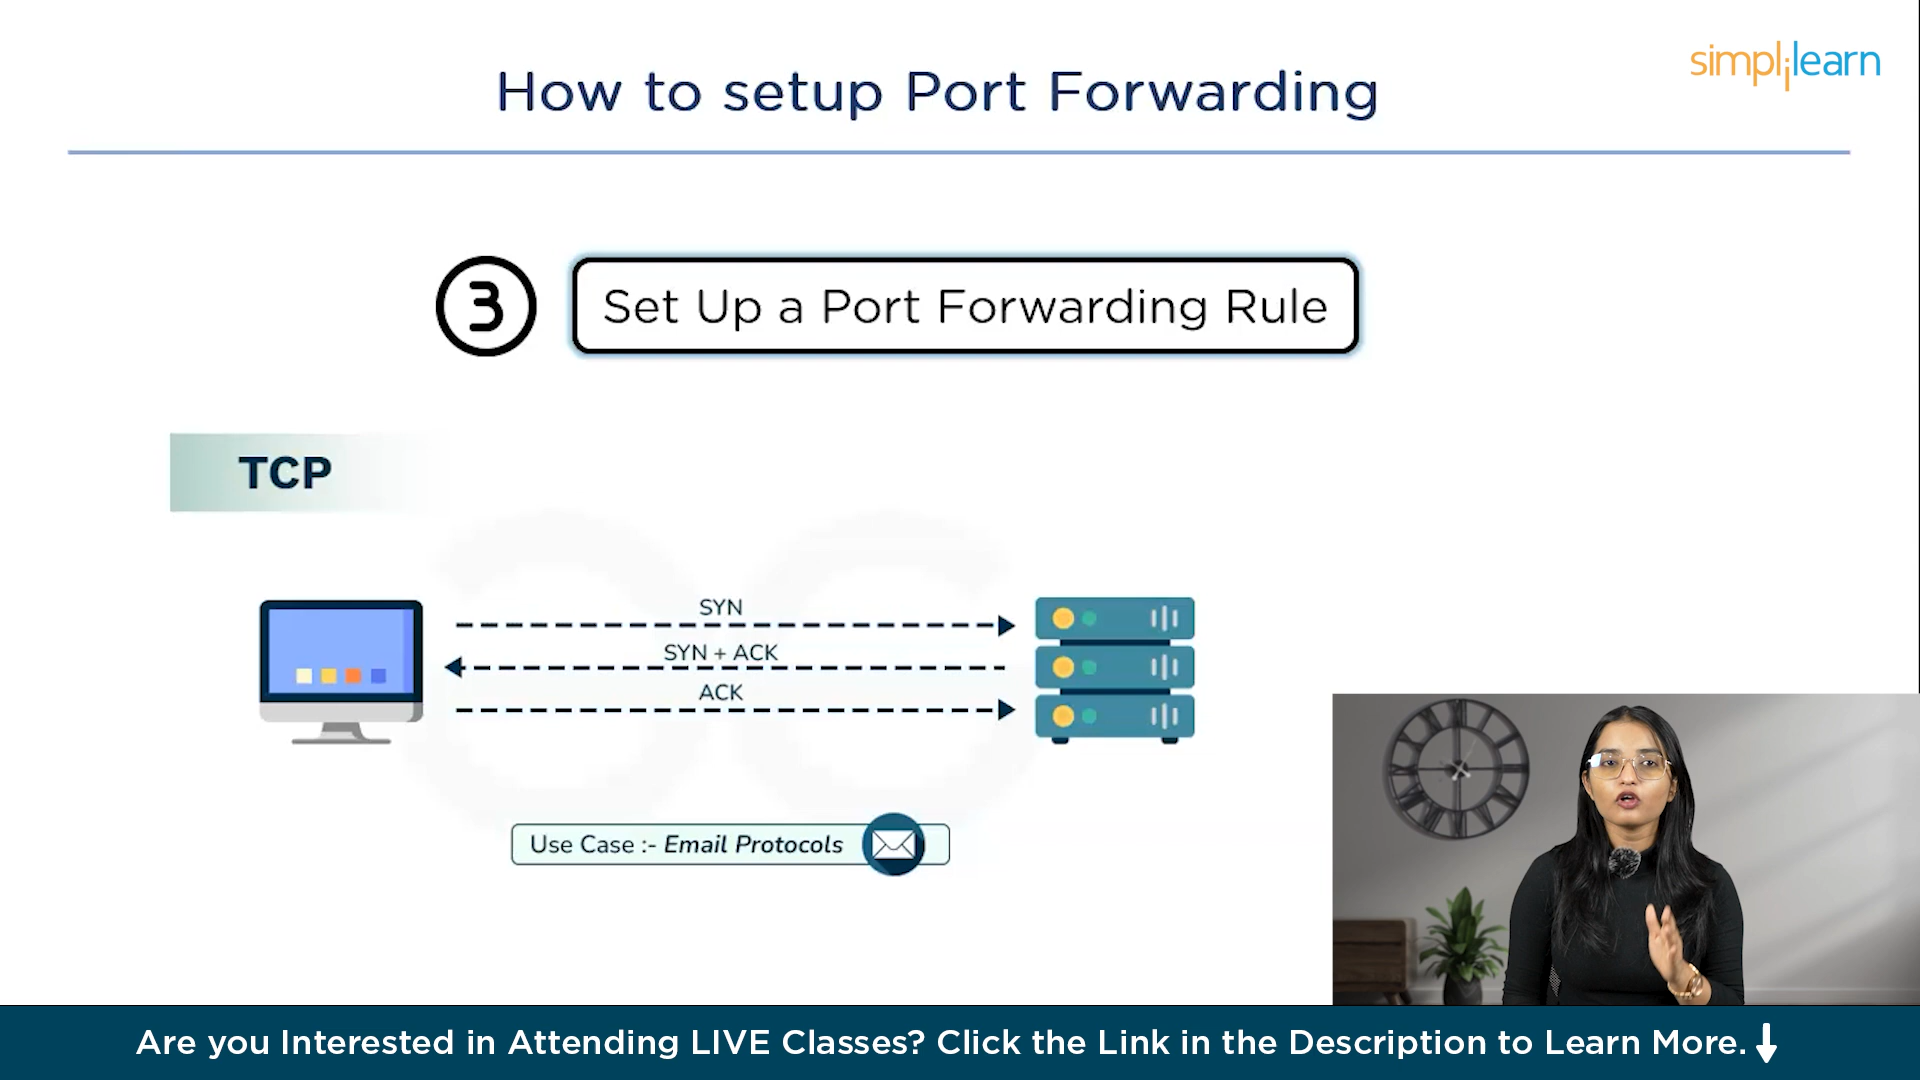 simplilearn
How to setup Port Forwarding
3
Set Up a Port Forwarding Rule
TCP
SYN
SYN + ACK
ACK
Use Case :- Email Protocols
Are you Interested in Attending LIVE Classes? Click the Link in the Description to Learn More.